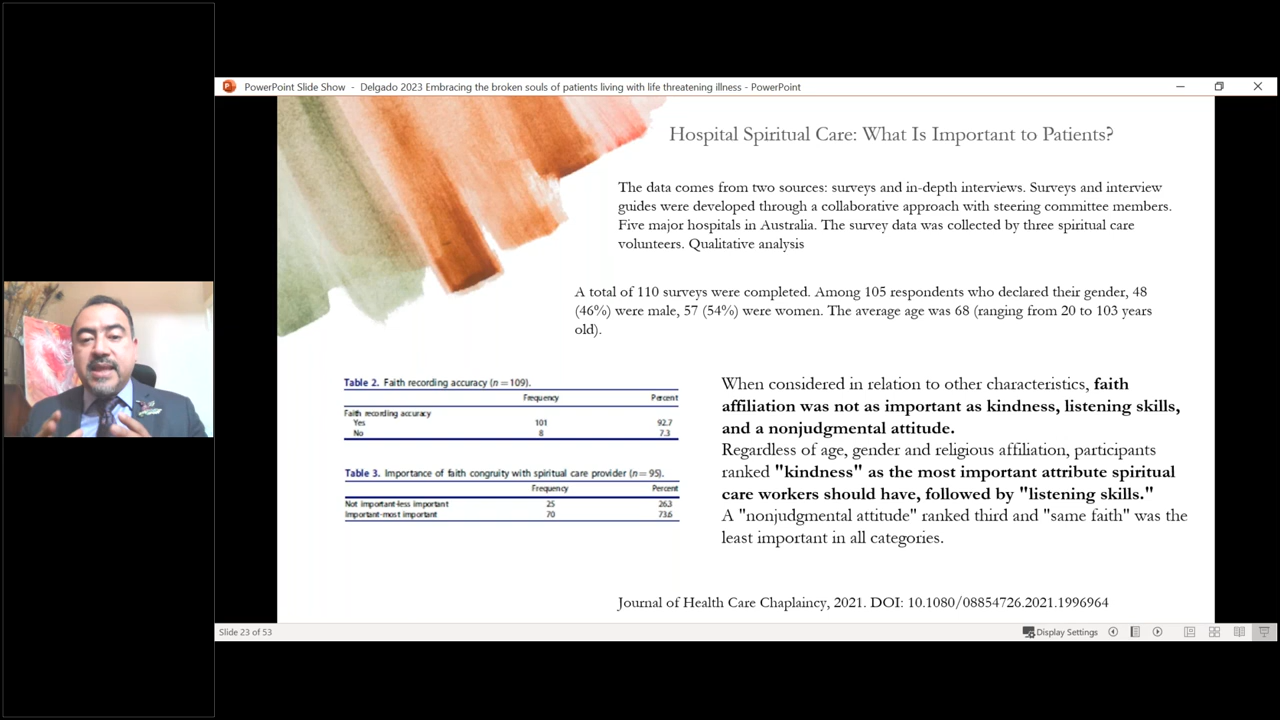 PowerPoint Slide Show - Delgado 2023 Embracing the broken souls of patients living with life threatening illness - PowerPoint
Hospital Spiritual Care: What Is Important to Patients?
The data comes from two sources: surveys and in-depth interviews. Surveys and interview
guides were developed through a collaborative approach with steering committee members.
Five major hospitals in Australia. The survey data was collected by three spiritual care
volunteers. Qualitative analysis
A total of 110 surveys were completed. Among 105 respondents who declared their gender, 48
(46%) were male, 57 (54%) were women. The average age was 68 (ranging from 20 to 103 years
old).
Table 2. Faith recording accuracy (n = 109).
Frequency Percent
Faith recording accuracy
Yes 101 92.7
No 8 7.3
Table 3. Importance of faith congruity with spiritual care provider (n = 95).
Frequency Percent
Not important-less important 25 26.3
Important-most important 70 73.6
When considered in relation to other characteristics, faith
affiliation was not as important as kindness, listening skills,
and a nonjudgmental attitude.
Regardless of age, gender and religious affiliation, participants
ranked "kindness" as the most important attribute spiritual
care workers should have, followed by "listening skills."
A "nonjudgmental attitude" ranked third and "same faith" was the
least important in all categories.
Journal of Health Care Chaplaincy, 2021. DOI: 10.1080/08854726.2021.1996964
Slide 23 of 53
Display Settings